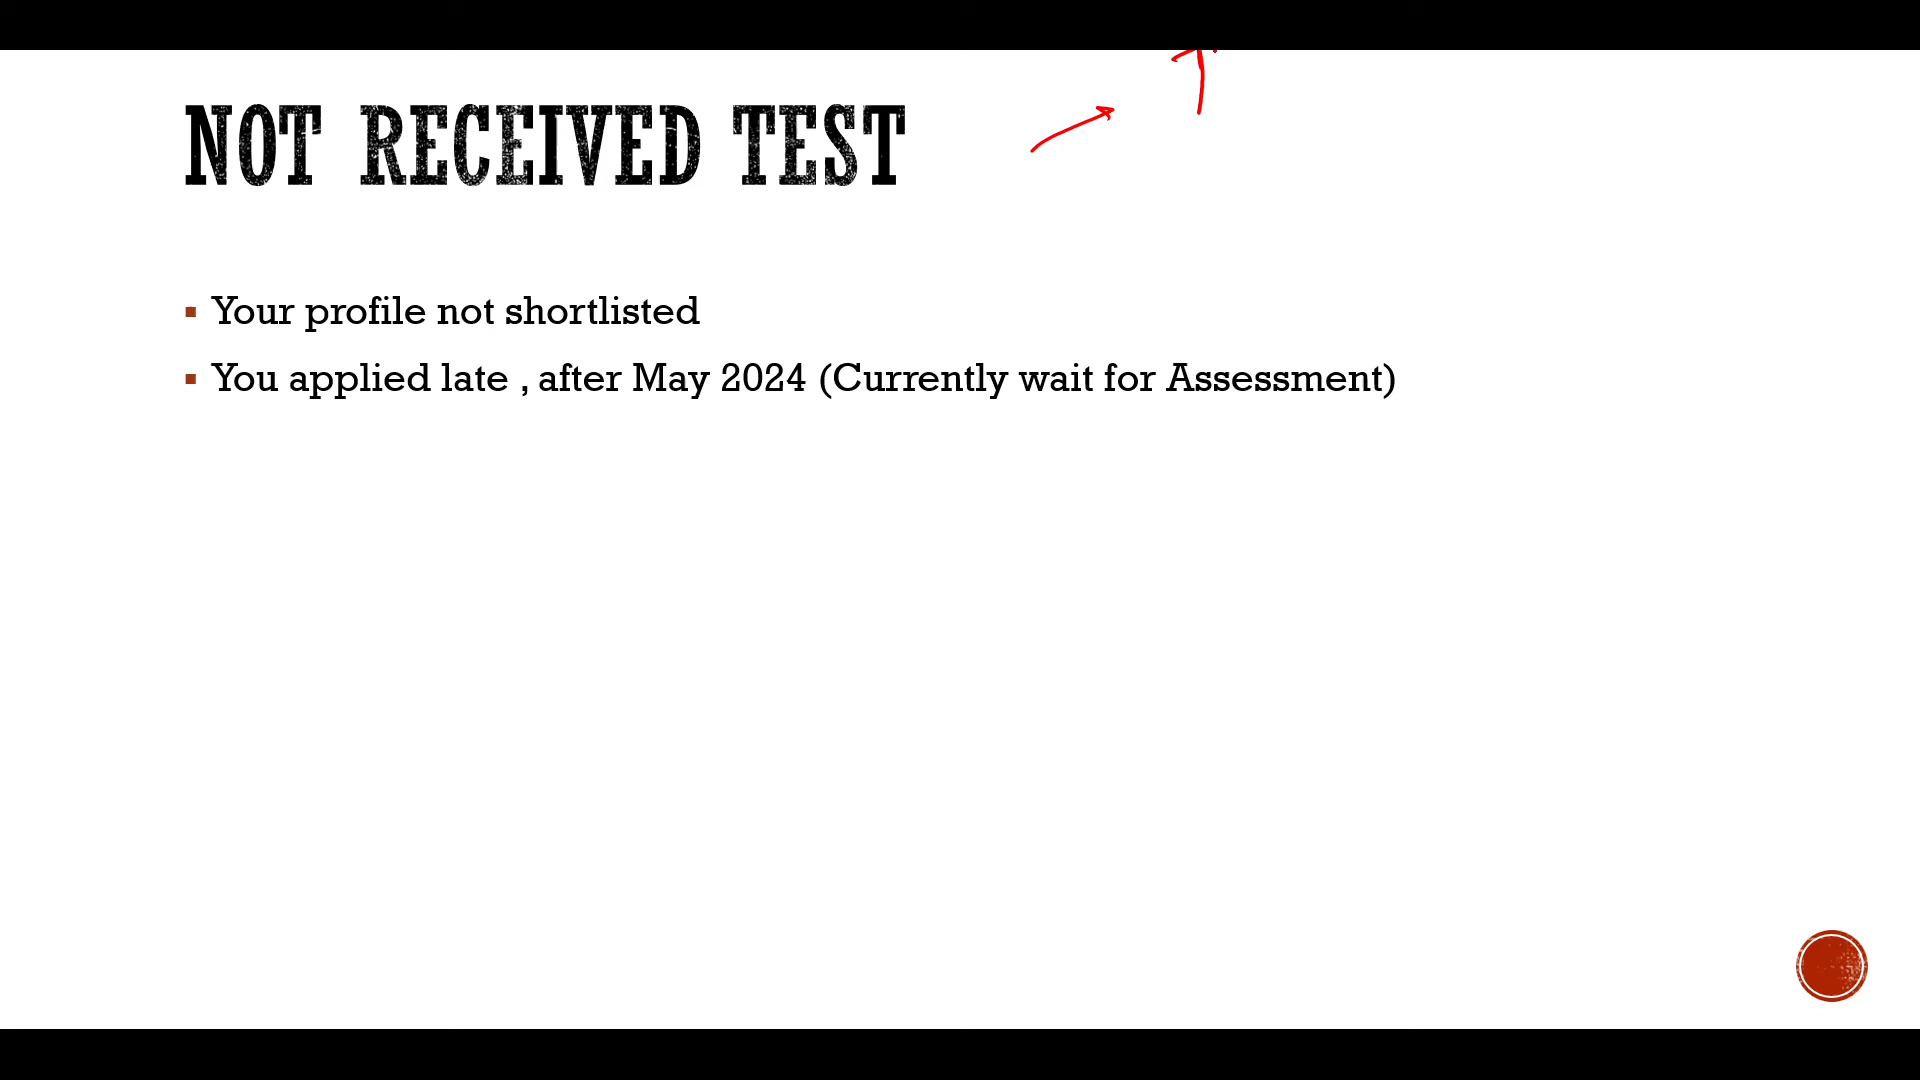 NOT RECEIVED TEST
Your profile not shortlisted
You applied late , after May 2024 (Currently wait for Assessment)